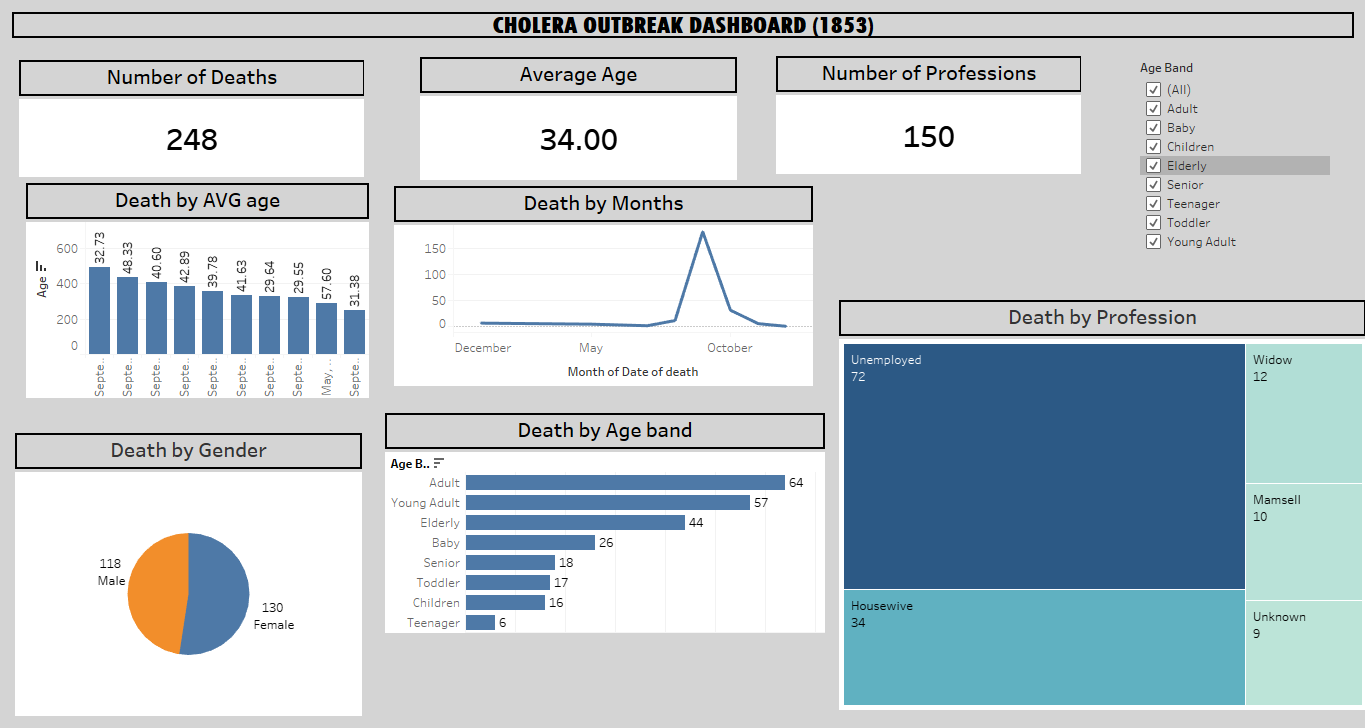 CHOLERA OUTBREAK DASHBOARD (1853)
Number of Deaths
248
Average Age
34.00
Number of Professions
150
Age Band
(All)
Adult
Baby
Children
Elderly
Senior
Teenager
Toddler
Young Adult
Death by AVG age
Age
600
400
200
0
32.73
48.33
40.60
42.89
39.78
41.63
29.64
29.55
57.60
31.38
Septe..
Septe..
Septe..
Septe..
Septe..
Septe..
Septe..
Septe..
May, ..
Septe..
Death by Months
150
100
50
0
December
May
October
Month of Date of death
Death by Profession
Unemployed
72
Housewive
34
Widow
12
Mamsell
10
Unknown
9
Death by Gender
118
Male
130
Female
Death by Age band
Age B..
Adult 64
Young Adult 57
Elderly 44
Baby 26
Senior 18
Toddler 17
Children 16
Teenager 6